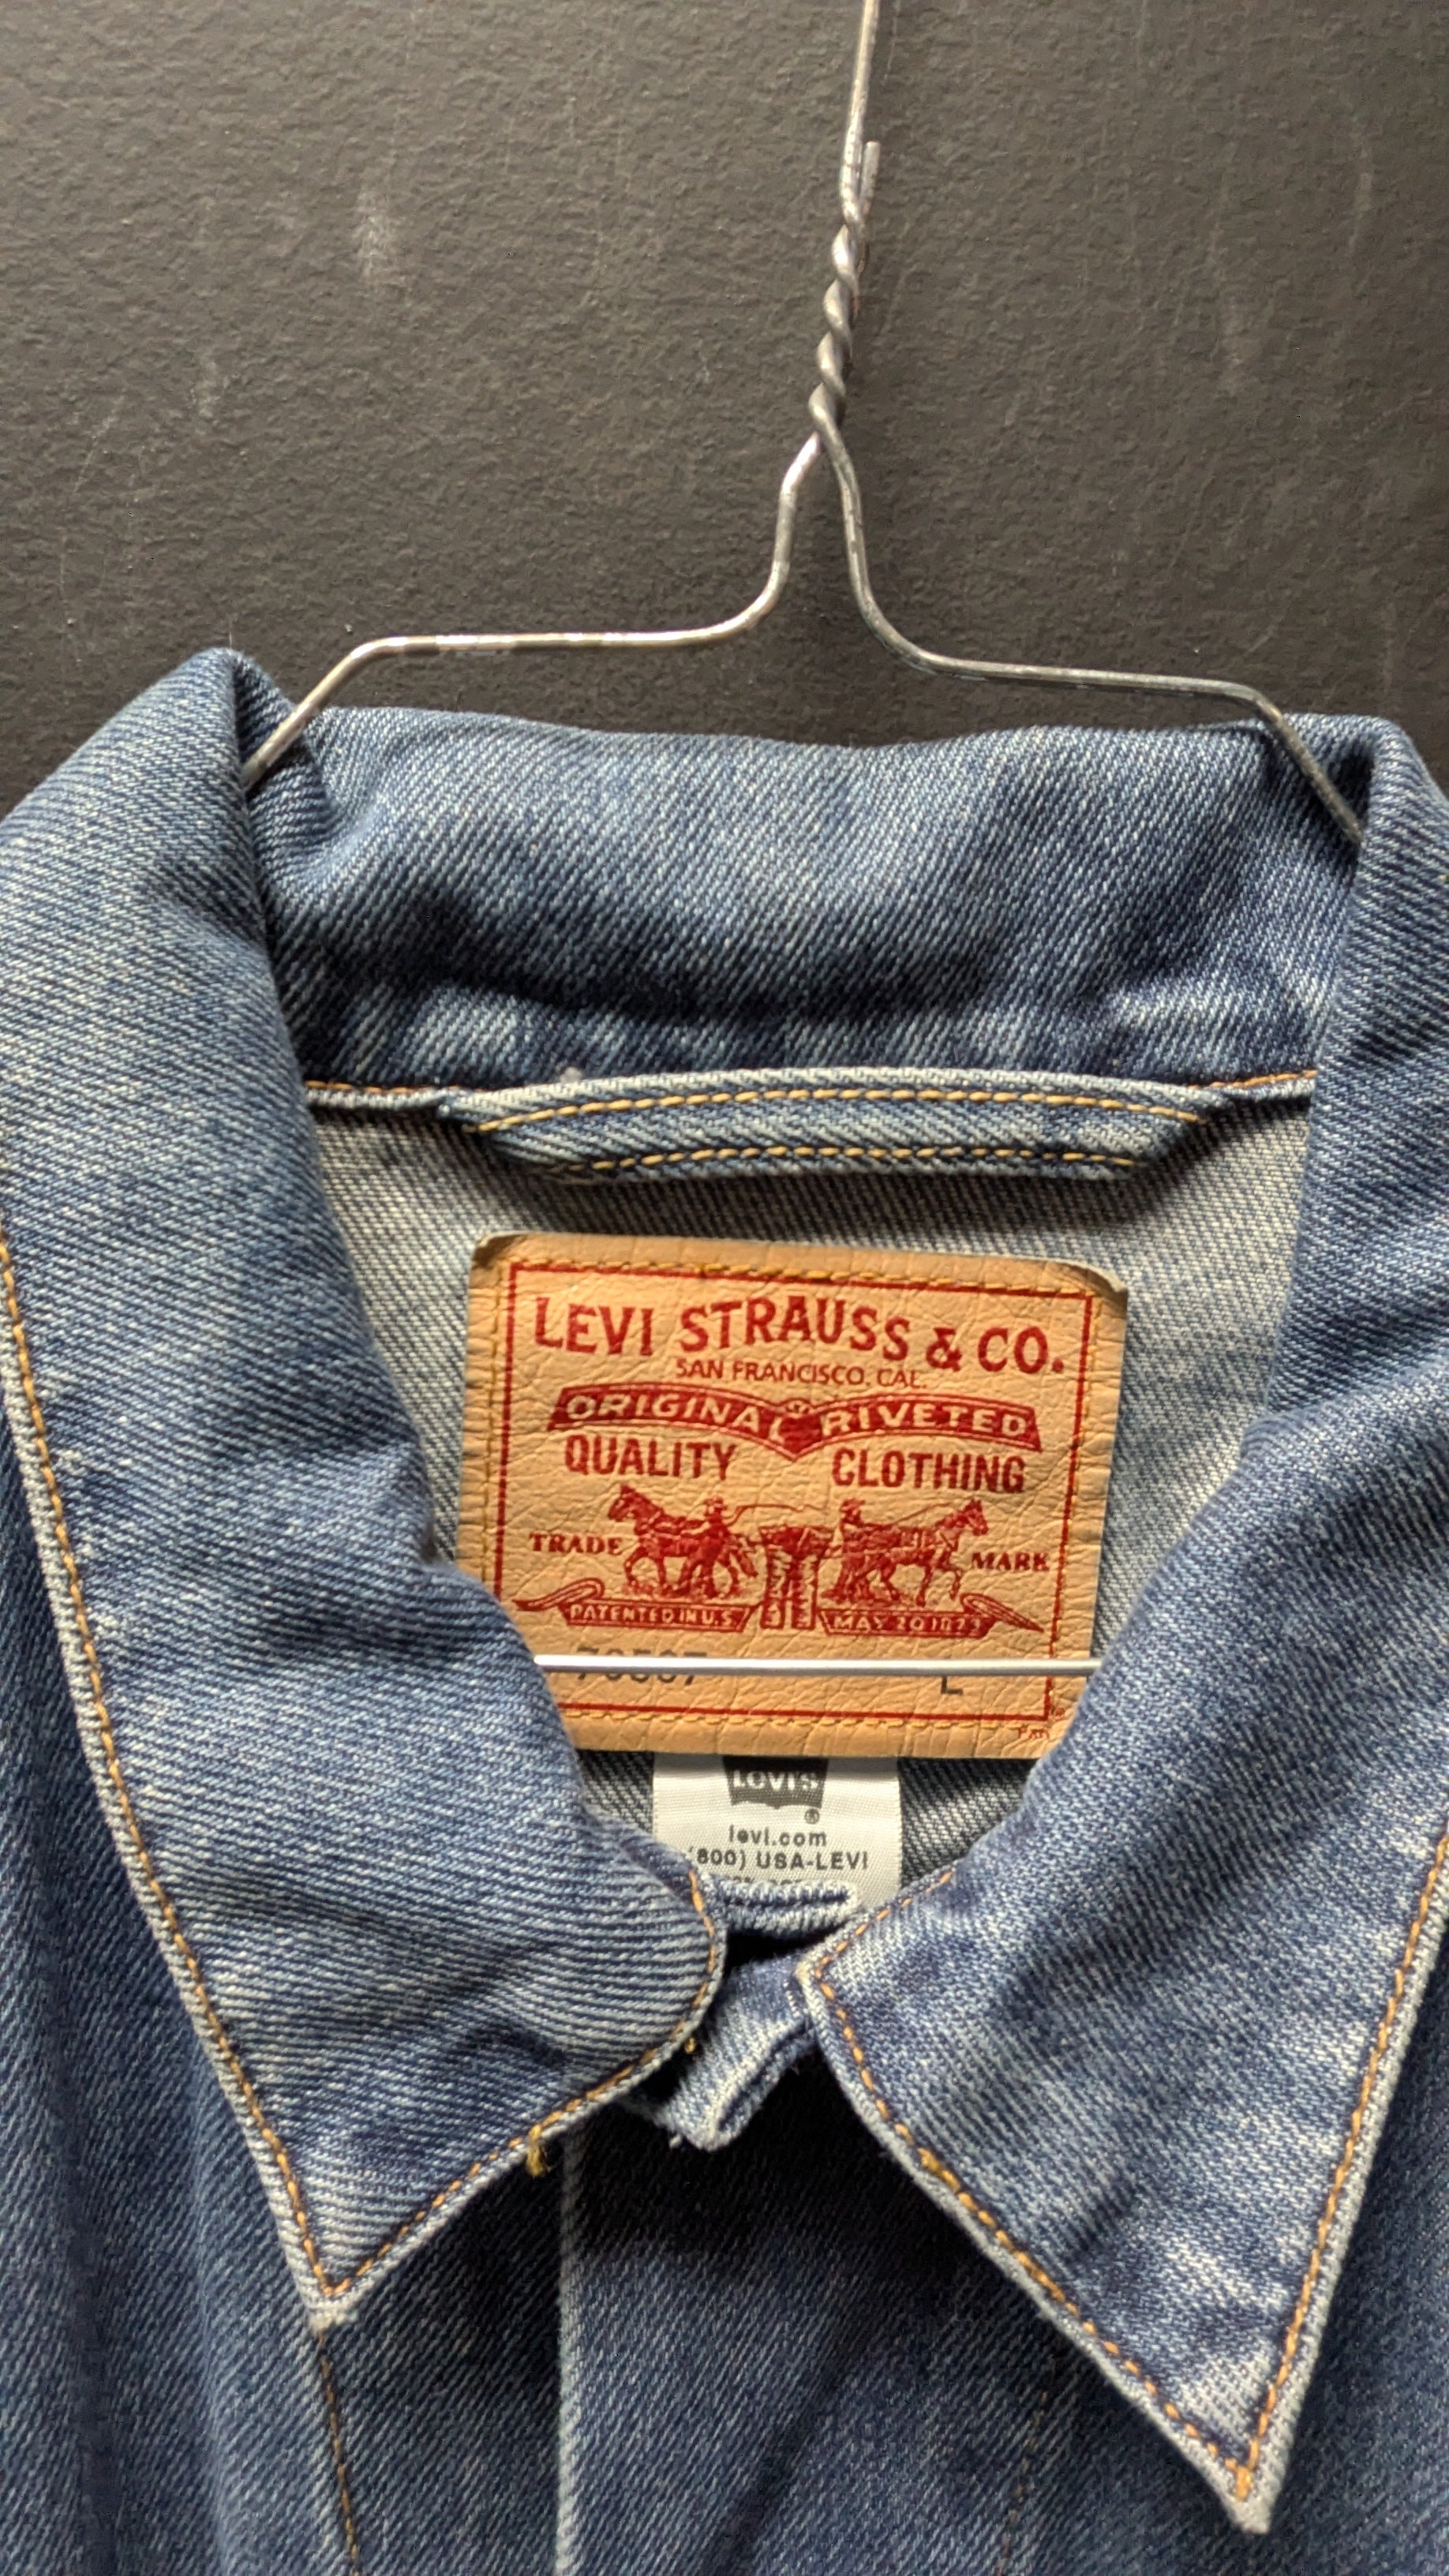 LEVI STRAUSS & CO.
SAN FRANCISCO, CAL.
ORIGINAL RIVETED
QUALITY CLOTHING
TRADE MARK
PATENTED IN U.S. MAY 20 1873
L
LEVI'S
®
levi.com
(800) USA-LEVI